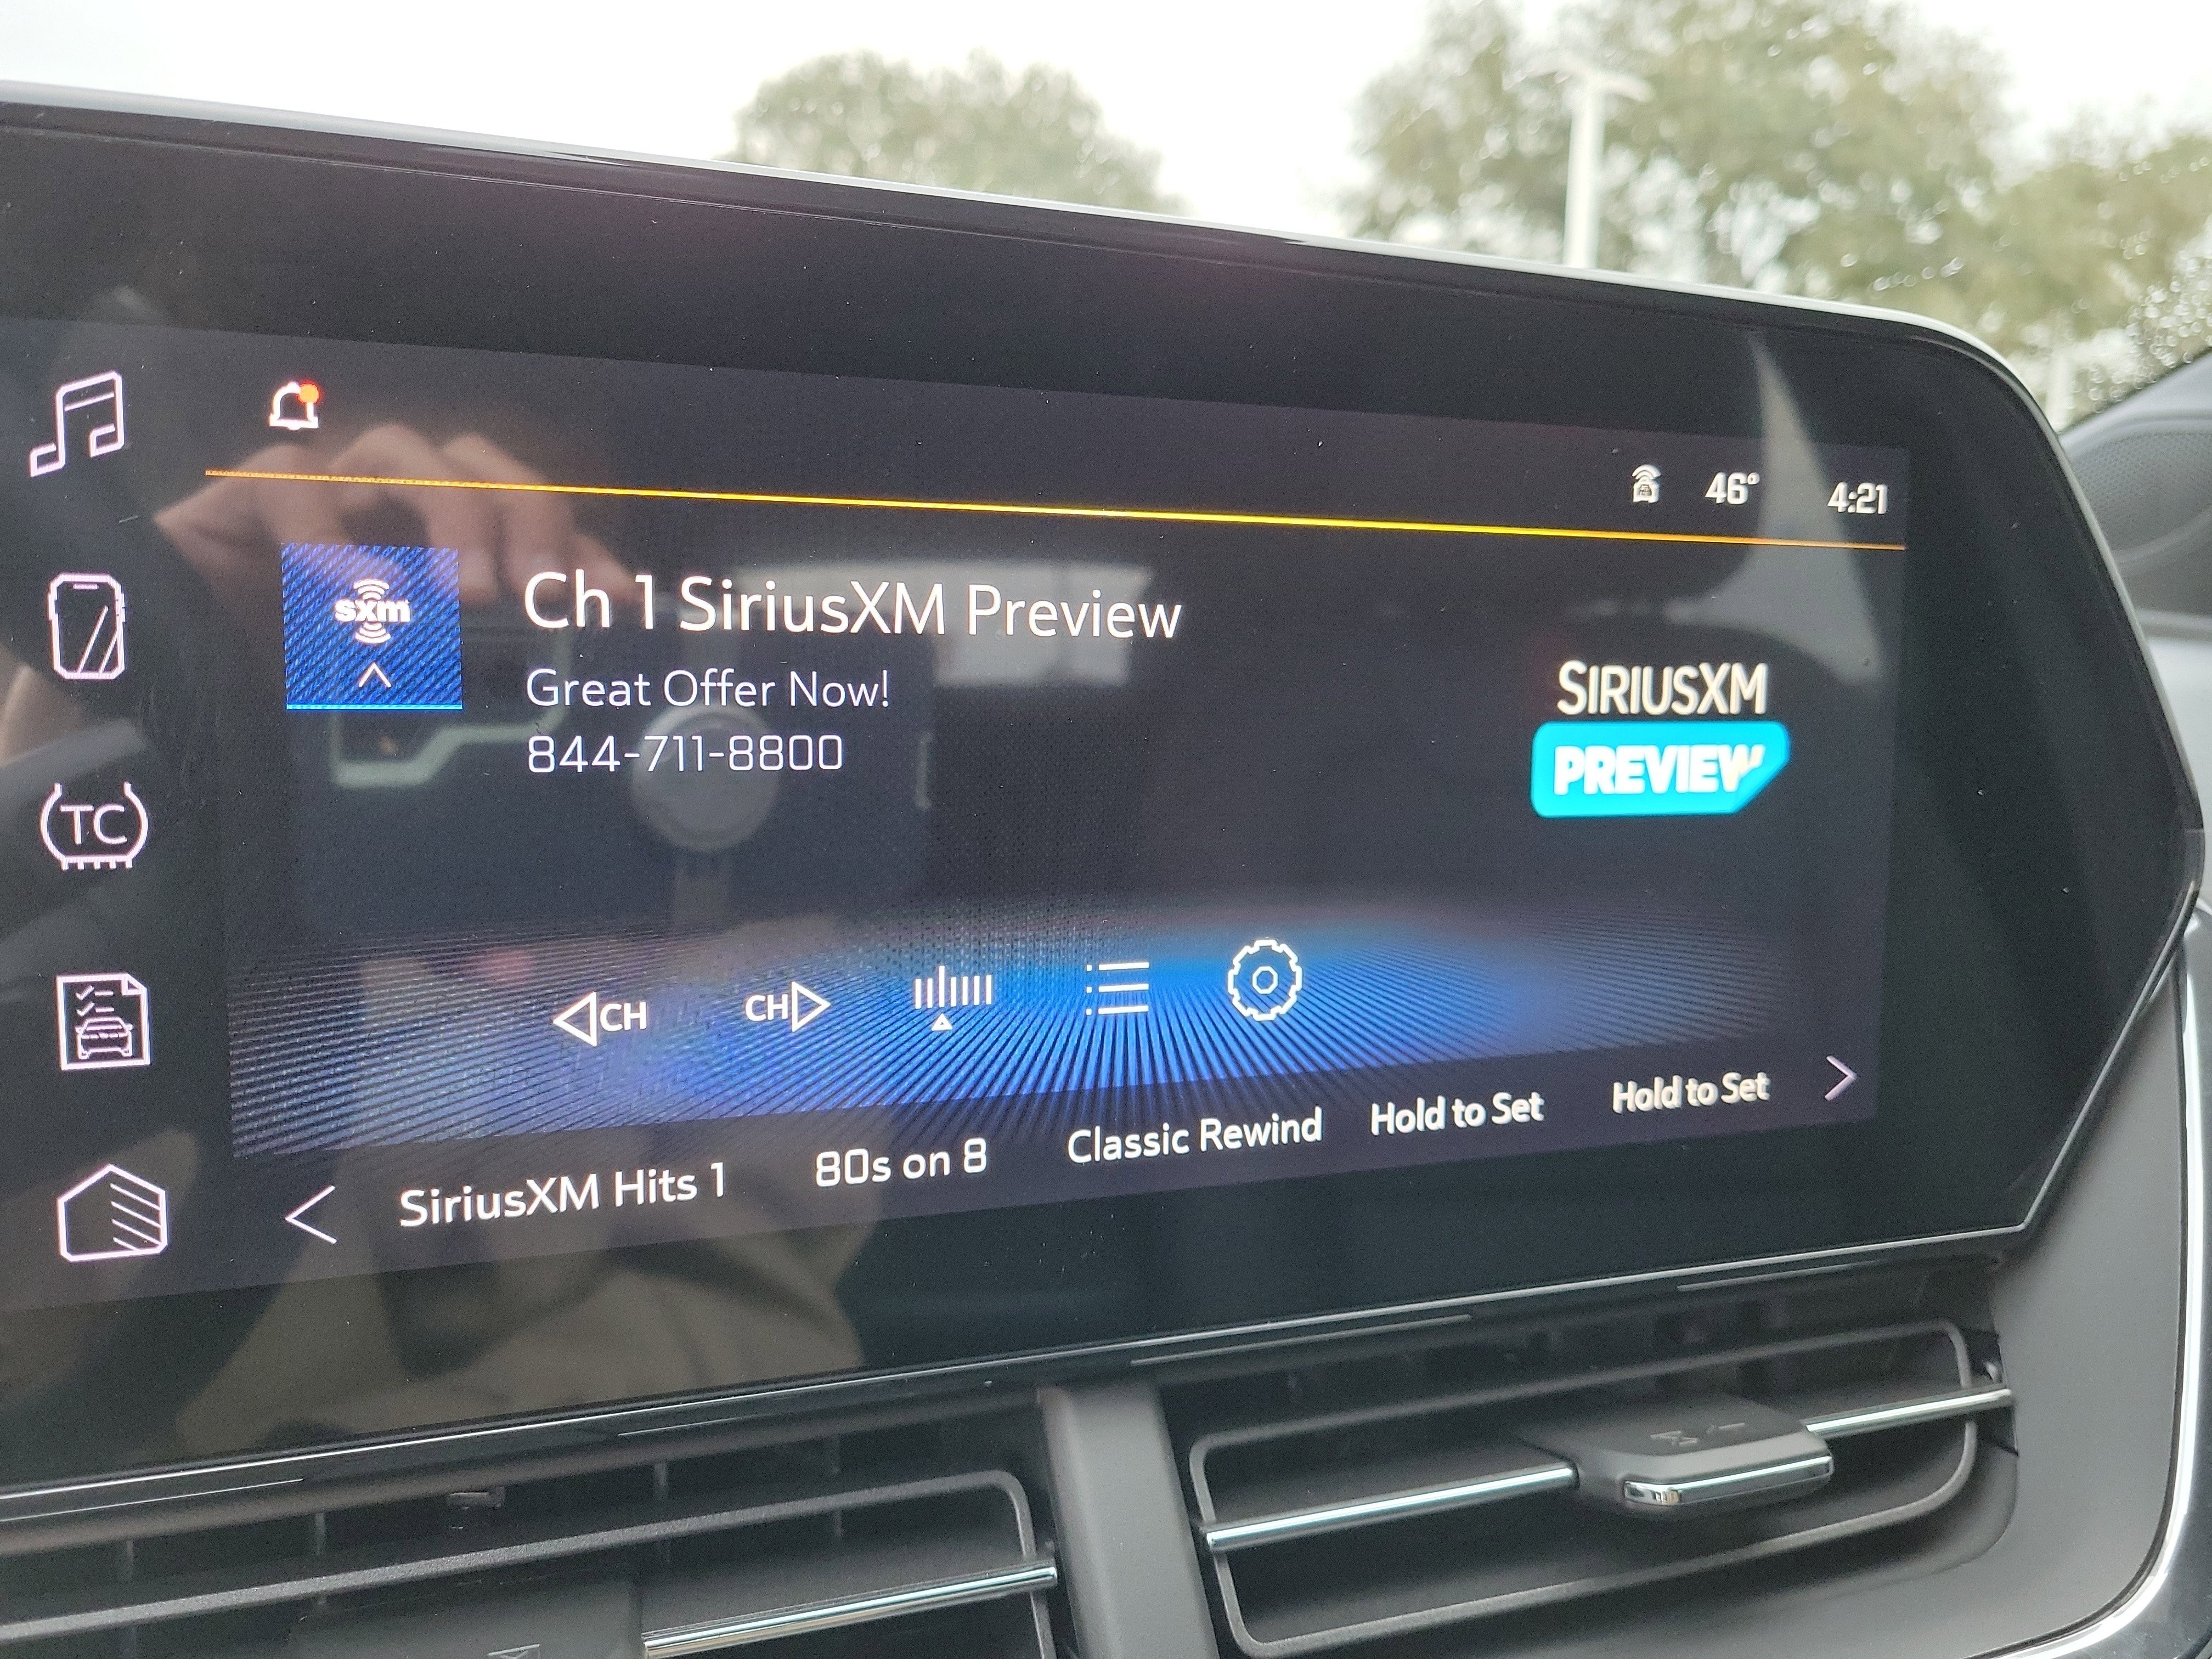 46° 4:21
sxm
Ch 1 SiriusXM Preview
Great Offer Now!
844-711-8800
SIRIUSXM
PREVIEW
TC
CH CH
SiriusXM Hits 1 80s on 8 Classic Rewind Hold to Set Hold to Set